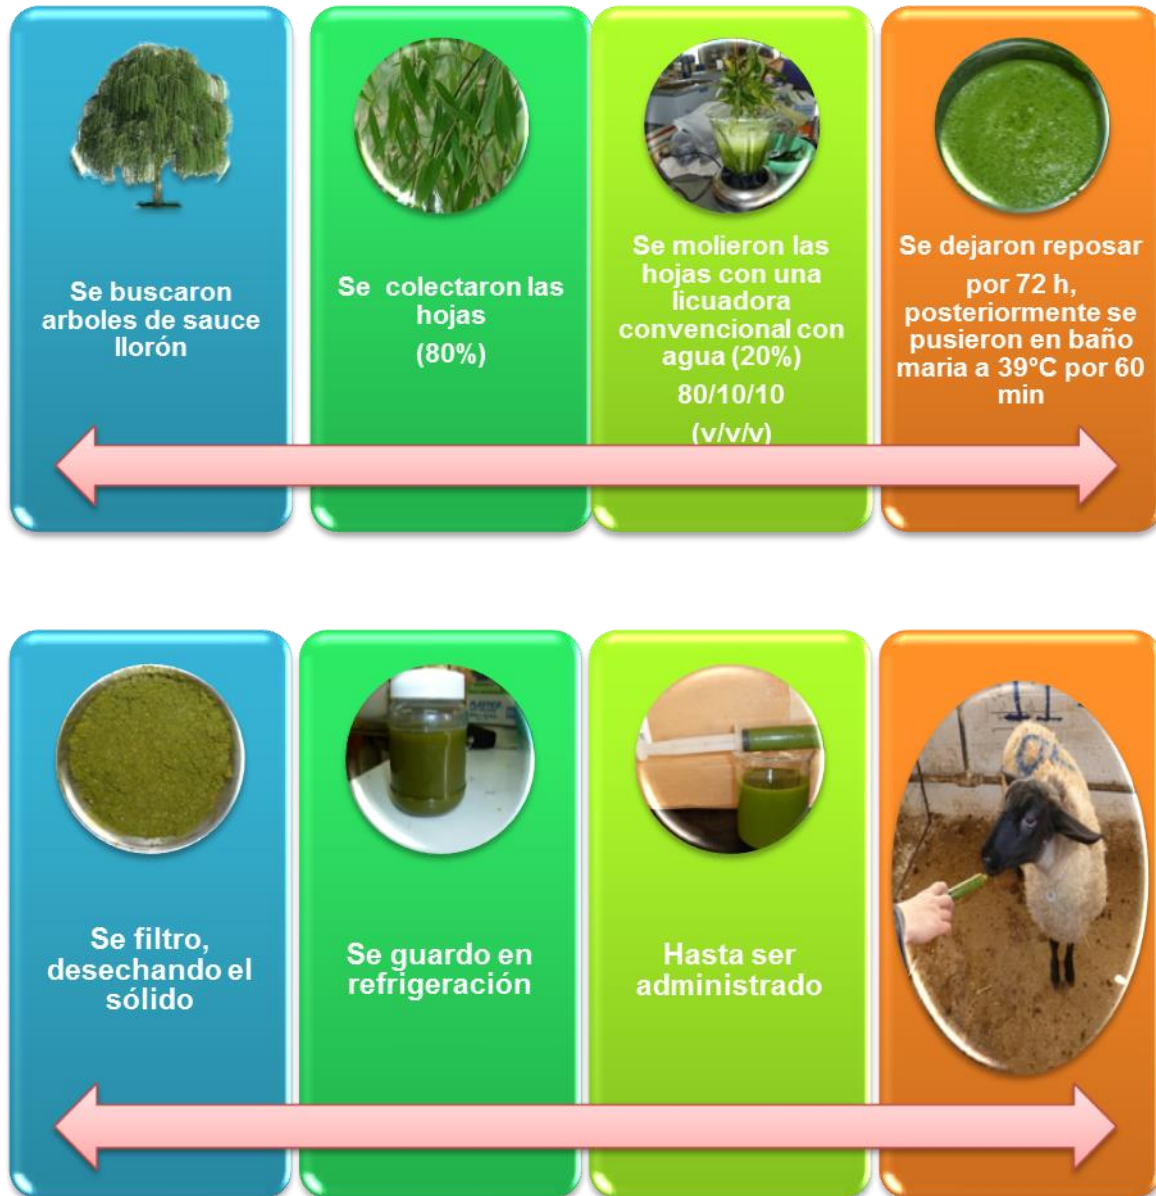 Se buscaron
arboles de sauce
llorón
Se colectaron las
hojas
(80%)
Se molieron las
hojas con una
licuadora
convencional con
agua (20%)
80/10/10
(v/v/v)
Se dejaron reposar
por 72 h,
posteriormente se
pusieron en baño
maria a 39°C por 60
min
Se filtro,
desechando el
sólido
Se guardo en
refrigeración
Hasta ser
administrado